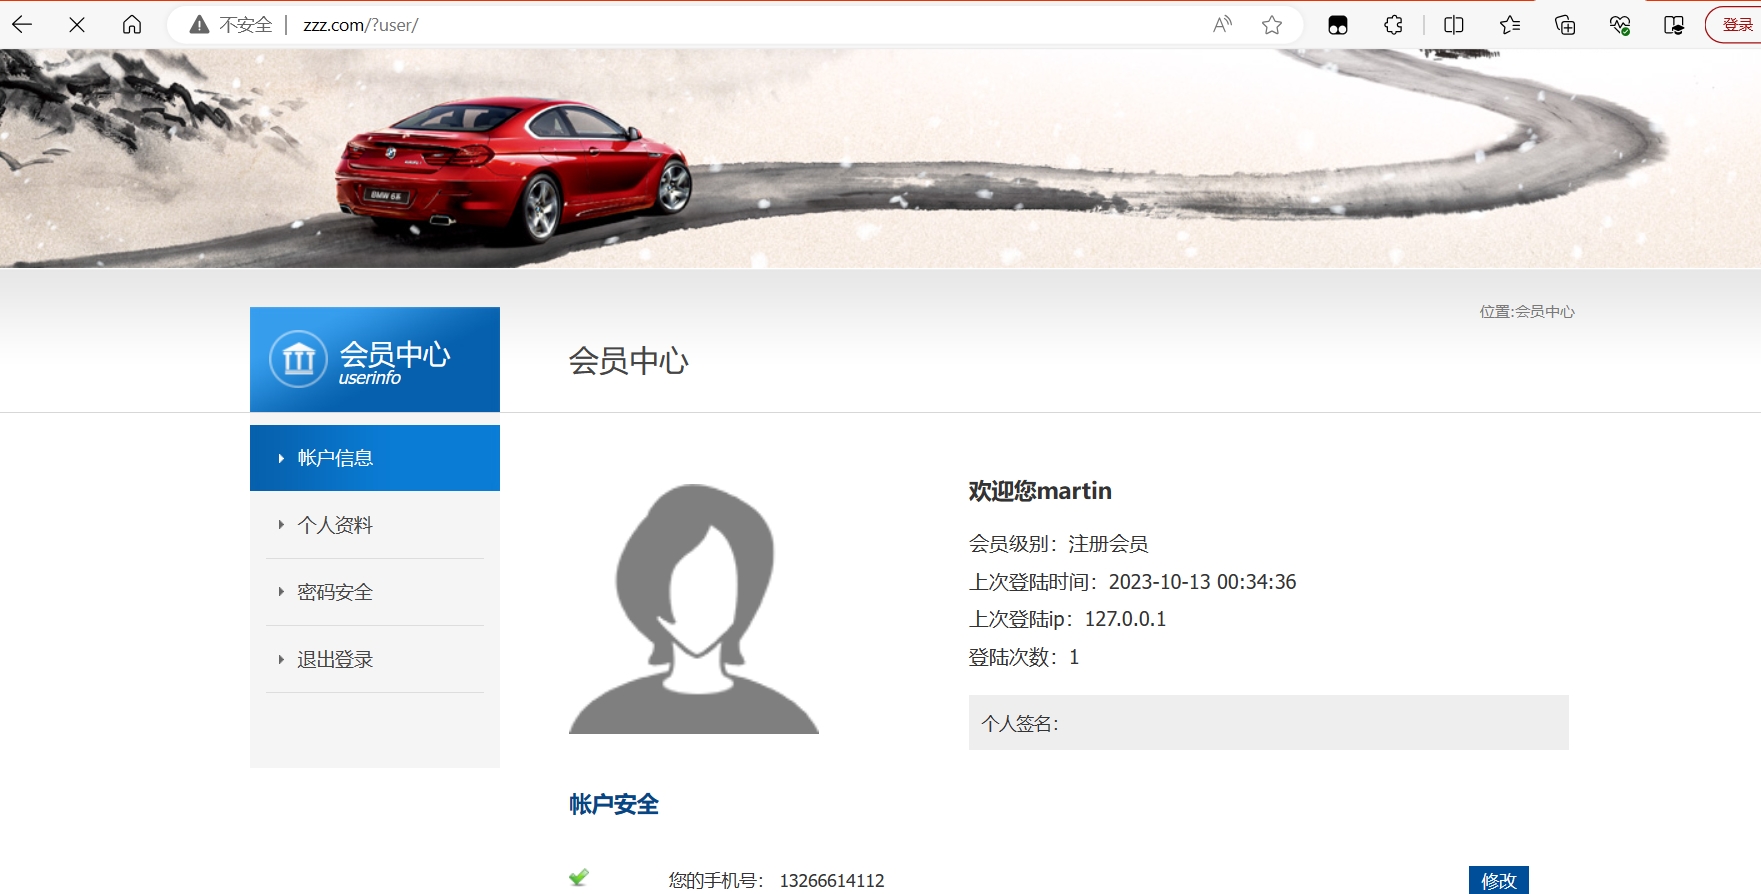 不安全 zzz.com/?user/
登录
BMW 6系
位置:会员中心
会员中心
userinfo
会员中心
帐户信息
个人资料
密码安全
退出登录
欢迎您martin
会员级别：注册会员
上次登陆时间：2023-10-13 00:34:36
上次登陆ip：127.0.0.1
登陆次数：1
个人签名：
帐户安全
您的手机号： 13266614112
修改